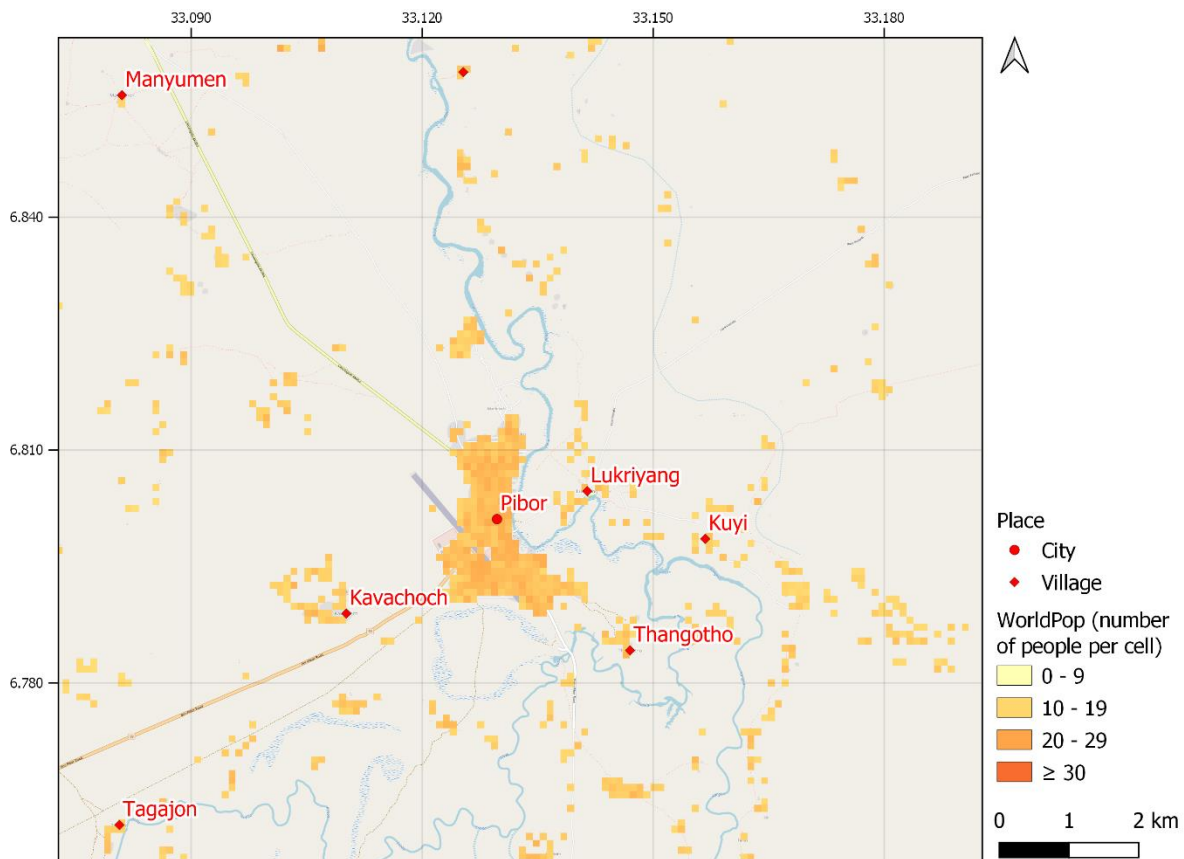 33.090
33.120
33.150
33.180
6.840
6.810
6.780
Manyumen
Lukriyang
Pibor
Kuyi
Kavachoch
Thangotho
Tagajon
Place
City
Village
WorldPop (number
of people per cell)
0 - 9
10 - 19
20 - 29
≥ 30
0 1 2 km